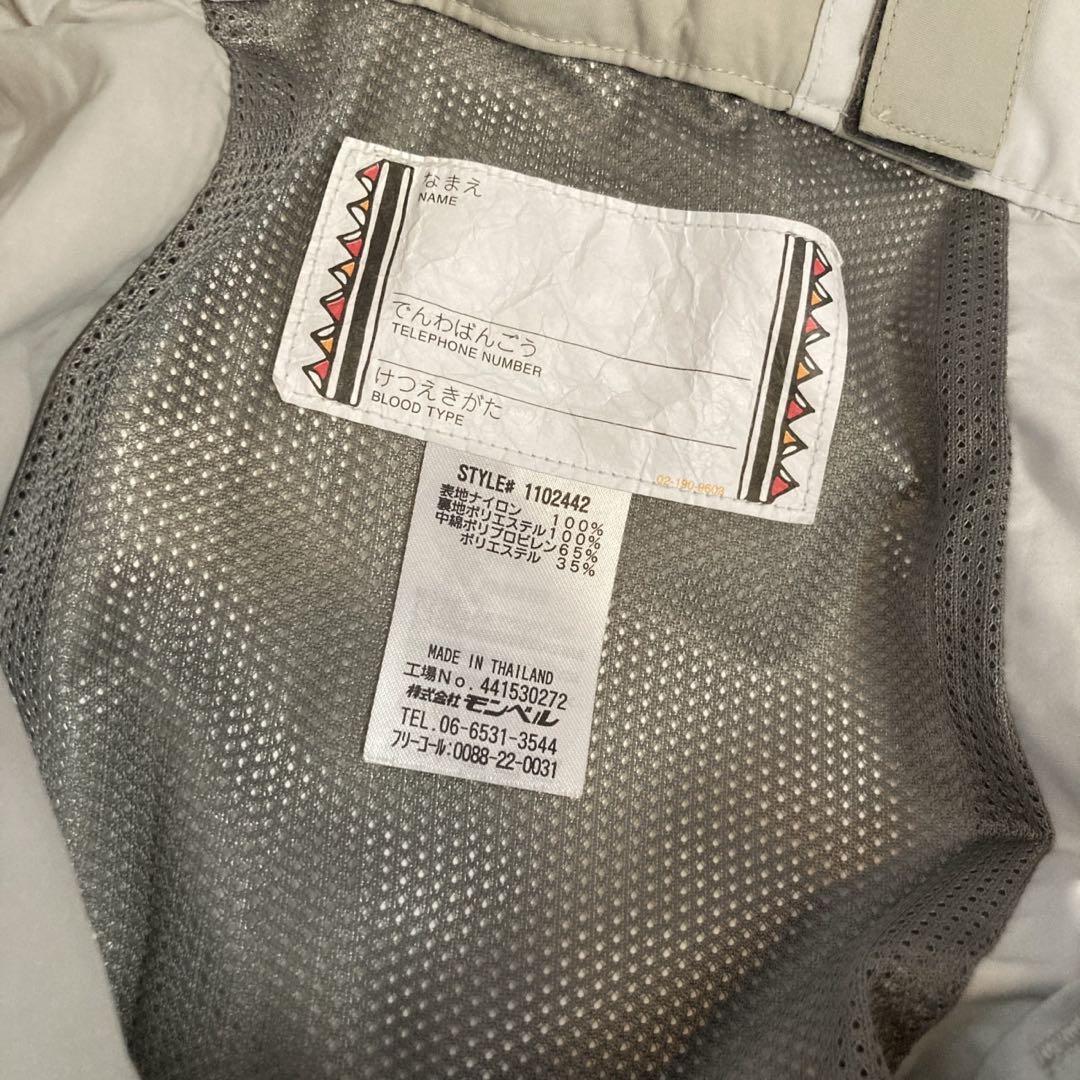 なまえ
NAME
でんわばんごう
TELEPHONE NUMBER
けつえきがた
BLOOD TYPE
02-190-9603
STYLE# 1102442
表地ナイロン 100%
裏地ポリエステル100%
中綿ポリプロピレン65%
ポリエステル 35%
MADE IN THAILAND
工場No.441530272
株式会社 モンベル
TEL.06-6531-3544
フリーコール:0088-22-0031